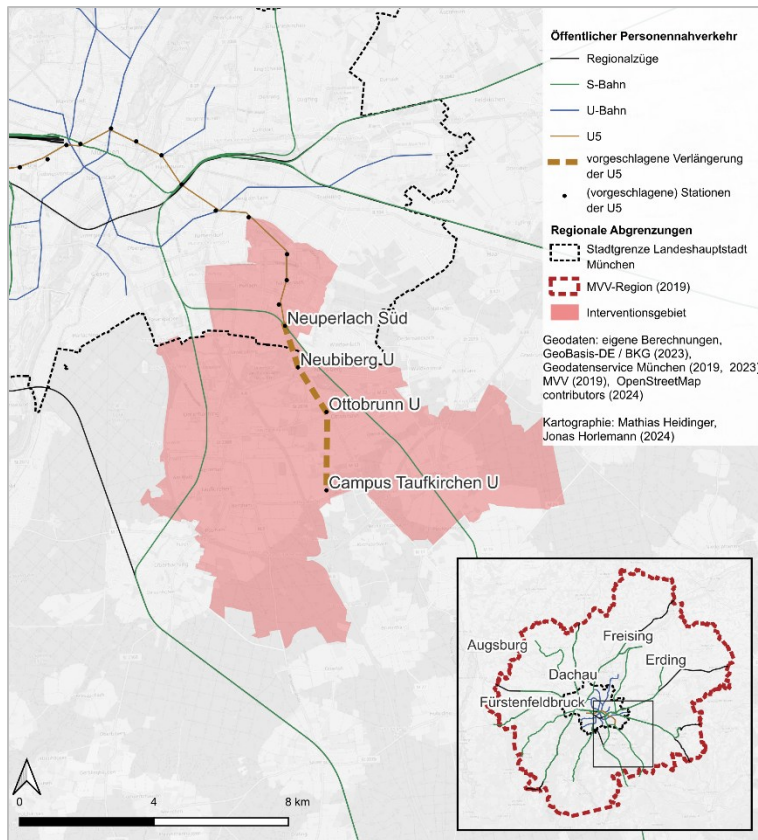 Öffentlicher Personennahverkehr
Regionalzüge
S-Bahn
U-Bahn
U5
vorgeschlagene Verlängerung
der U5
(vorgeschlagene) Stationen
der U5
Regionale Abgrenzungen
Stadtgrenze Landeshauptstadt
München
MVV-Region (2019)
Interventionsgebiet
Geodaten: eigene Berechnungen,
GeoBasis-DE / BKG (2023),
Geodatenservice München (2019, 2023)
MVV (2019), OpenStreetMap
contributors (2024)
Kartographie: Mathias Heidinger,
Jonas Horlemann (2024)
Neuperlach Süd
Neubiberg U
Ottobrunn U
Campus Taufkirchen U
Augsburg
Freising
Dachau
Erding
Fürstenfeldbruck
0 4 8 km